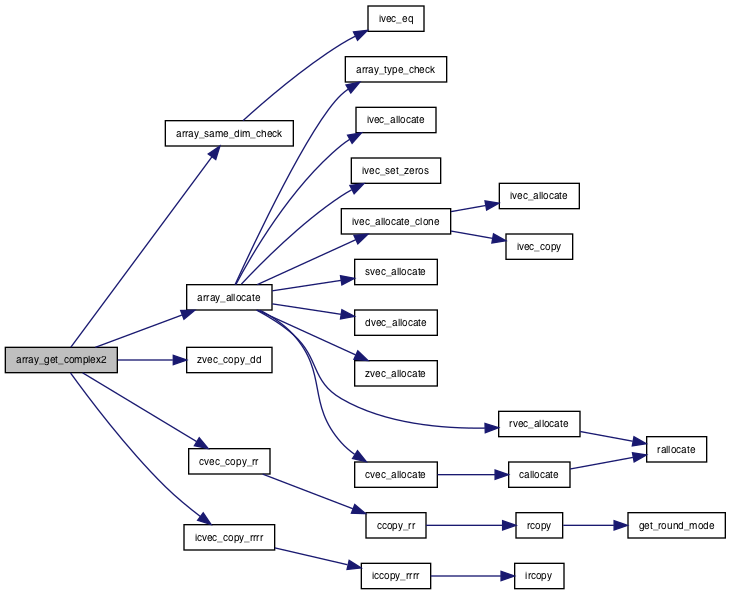 ivec_eq
array_type_check
array_same_dim_check
ivec_allocate
ivec_set_zeros
ivec_allocate_clone
ivec_allocate
ivec_copy
svec_allocate
array_allocate
dvec_allocate
array_get_complex2
zvec_copy_dd
zvec_allocate
rvec_allocate
rallocate
cvec_copy_rr
cvec_allocate
callocate
icvec_copy_rrrr
ccopy_rr
rcopy
get_round_mode
iccopy_rrrr
ircopy